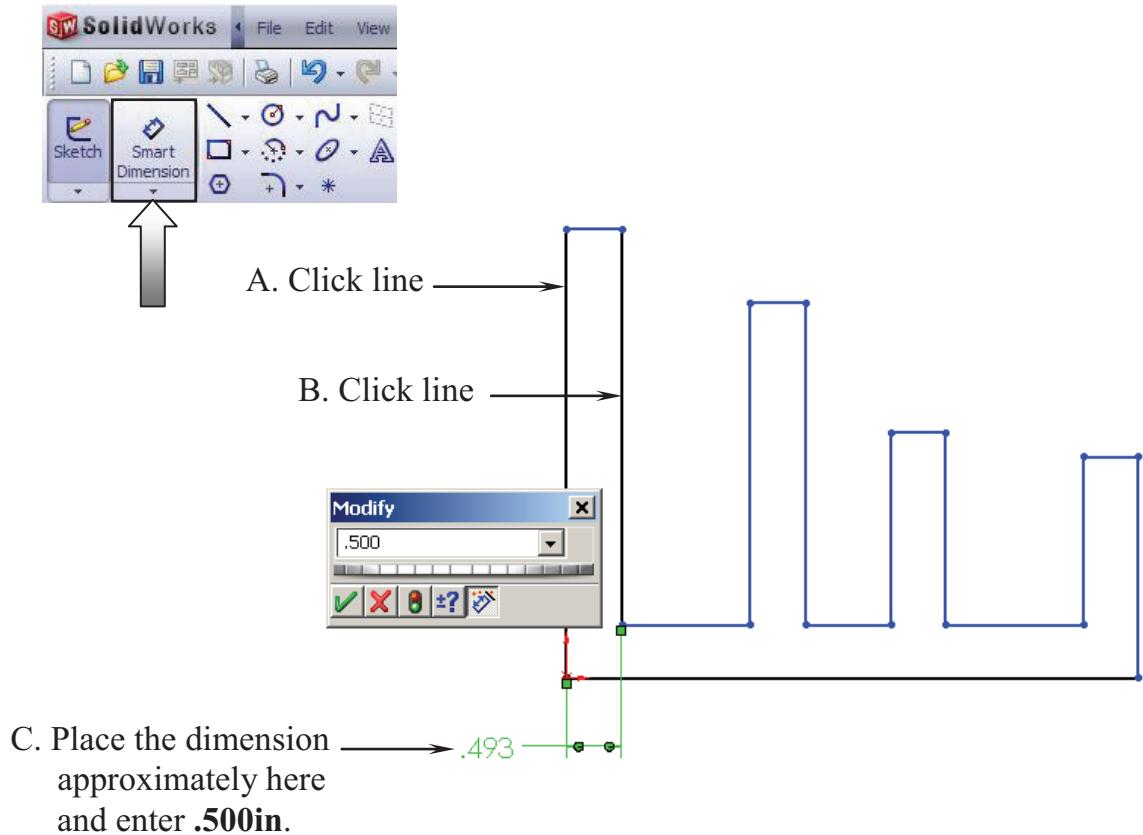 SolidWorks File Edit View
Sketch
Smart
Dimension
A. Click line
B. Click line
Modify
.500
±?
C. Place the dimension
.493
approximately here
and enter .500in.